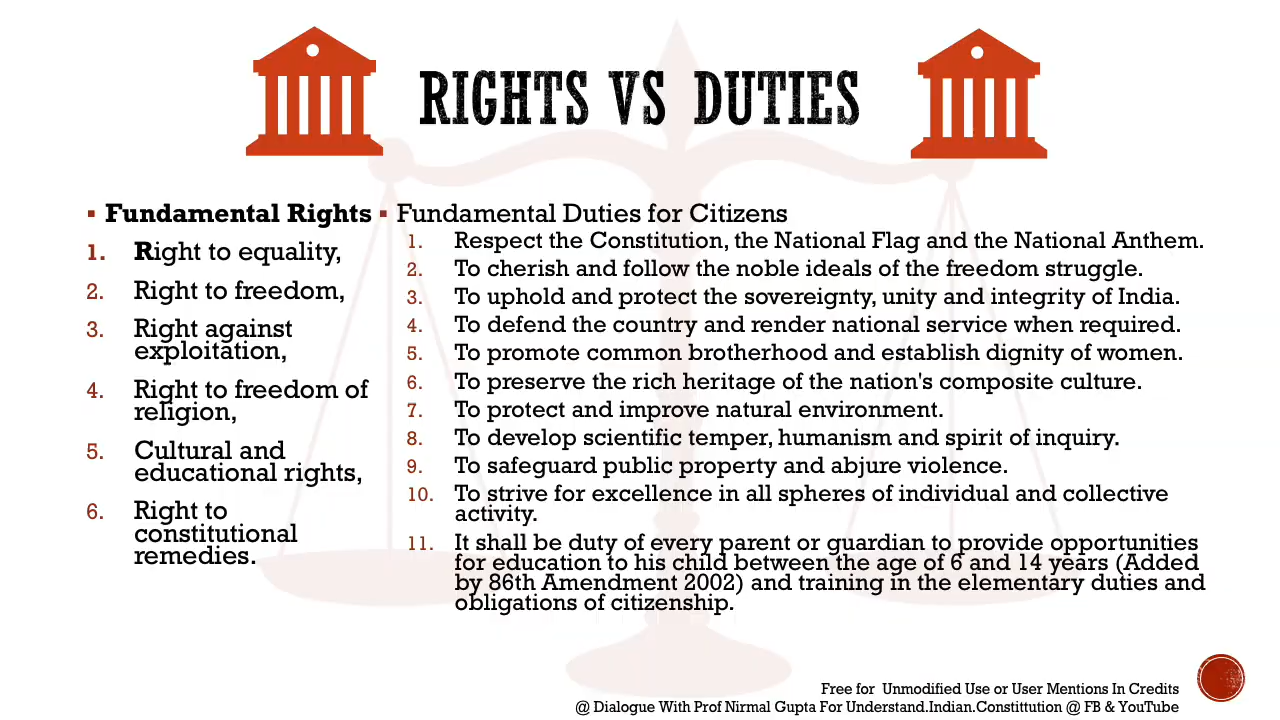 RIGHTS VS DUTIES
▪ Fundamental Rights
1. Right to equality,
2. Right to freedom,
3. Right against
exploitation,
4. Right to freedom of
religion,
5. Cultural and
educational rights,
6. Right to
constitutional
remedies.
▪ Fundamental Duties for Citizens
1. Respect the Constitution, the National Flag and the National Anthem.
2. To cherish and follow the noble ideals of the freedom struggle.
3. To uphold and protect the sovereignty, unity and integrity of India.
4. To defend the country and render national service when required.
5. To promote common brotherhood and establish dignity of women.
6. To preserve the rich heritage of the nation's composite culture.
7. To protect and improve natural environment.
8. To develop scientific temper, humanism and spirit of inquiry.
9. To safeguard public property and abjure violence.
10. To strive for excellence in all spheres of individual and collective
activity.
11. It shall be duty of every parent or guardian to provide opportunities
for education to his child between the age of 6 and 14 years (Added
by 86th Amendment 2002) and training in the elementary duties and
obligations of citizenship.
Free for Unmodified Use or User Mentions In Credits
@ Dialogue With Prof Nirmal Gupta For Understand.Indian.Consittution @ FB & YouTube